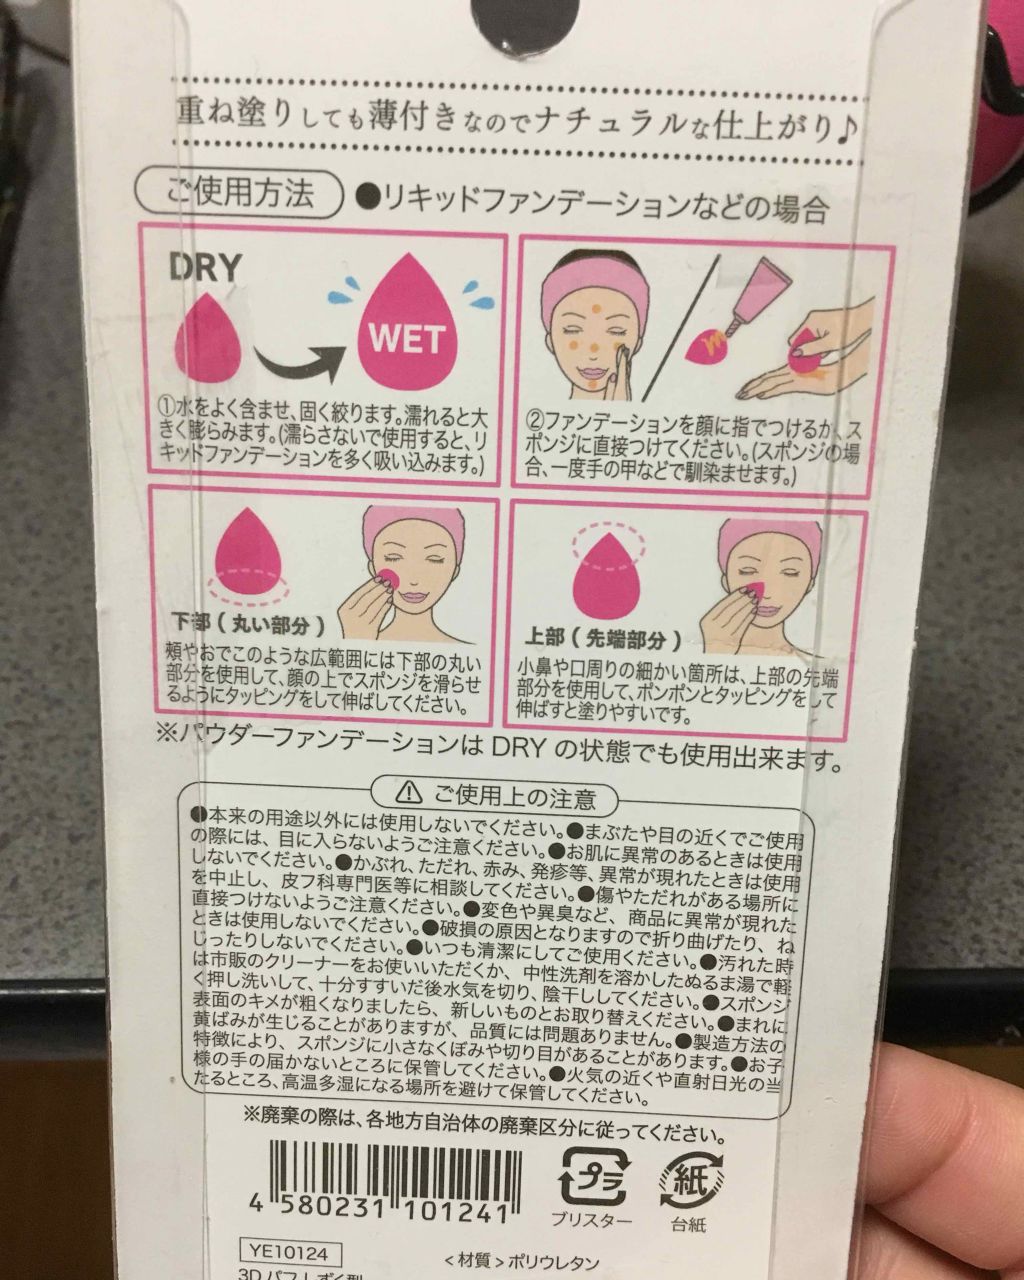 重ね塗りしても薄付きなのでナチュラルな仕上がり♪
ご使用方法
●リキッドファンデーションなどの場合
DRY
WET
①水をよく含ませ、固く絞ります。濡れると大
きく膨らみます。(濡らさないで使用すると、リ
キッドファンデーションを多く吸い込みます。)
②ファンデーションを顔に指でつけるか、ス
ポンジに直接つけてください。(スポンジの場
合、一度手の甲などで馴染ませます。)
下部(丸い部分)
頬やおでこのような広範囲には下部の丸い
部分を使用して、顔の上でスポンジを滑らせ
るようにタッピングをして伸ばしてください。
上部(先端部分)
小鼻や口周りの細かい箇所は、上部の先端
部分を使用して、ポンポンとタッピングをして
伸ばすと塗りやすいです。
※パウダーファンデーションは DRY の状態でも使用出来ます。
⚠ ご使用上の注意
●本来の用途以外には使用しないでください。●まぶたや目の近くでご使用
の際には、目に入らないようご注意ください。●お肌に異常のあるときは使用
しないでください。●かぶれ、ただれ、赤み、発疹等、異常が現れたときは使用
を中止し、皮フ科専門医等に相談してください。●傷やただれがある場所に
直接つけないようご注意ください。●変色や異臭など、商品に異常が現れた
ときは使用しないでください。●破損の原因となりますので折り曲げたり、ね
じったりしないでください。●いつも清潔にしてご使用ください。●汚れた時
は市販のクリーナーをお使いいただくか、中性洗剤を溶かしたぬるま湯で軽
く押し洗いして、十分すすいだ後水気を切り、陰干ししてください。●スポンジ
表面のキメが粗くなりましたら、新しいものとお取り替えください。●まれに
黄ばみが生じることがありますが、品質には問題ありません。●製造方法の
特徴により、スポンジに小さなくぼみや切り目があることがあります。●お子
様の手の届かないところに保管してください。●火気の近くや直射日光の当
たるところ、高温多湿になる場所を避けて保管してください。
※廃棄の際は、各地方自治体の廃棄区分に従ってください。
4 580231 101241
プラ
ブリスター
紙
台紙
YE10124
<材質>ポリウレタン
3D パフ しずく型